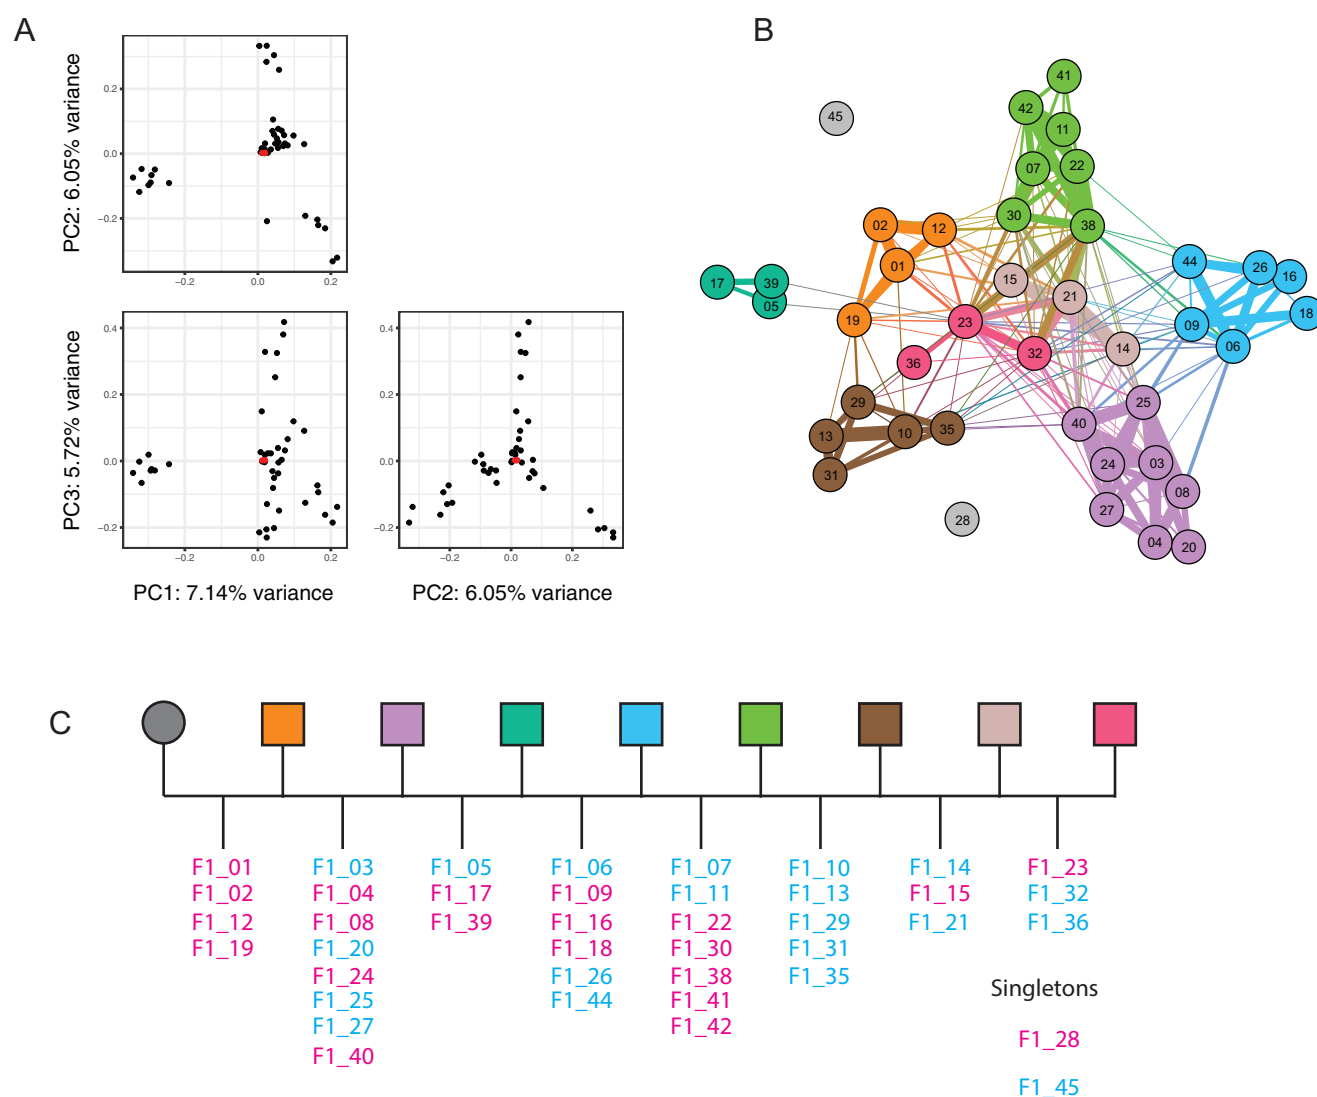 A
B
PC2: 6.05% variance
0.2
0.0
−0.2
−0.2
0.0
0.2
PC3: 5.72% variance
0.4
0.2
0.0
−0.2
−0.2
0.0
0.2
PC1: 7.14% variance
0.4
0.2
0.0
−0.2
−0.2
0.0
0.2
PC2: 6.05% variance
41
42
45
11
07
22
30
38
02
12
01
44
26
16
17
39
05
15
21
18
19
23
09
36
32
14
06
29
25
13
10
35
40
31
24
03
08
28
27
04
20
C
F1_01
F1_02
F1_12
F1_19
F1_03
F1_04
F1_08
F1_20
F1_24
F1_25
F1_27
F1_40
F1_05
F1_17
F1_39
F1_06
F1_09
F1_16
F1_18
F1_26
F1_44
F1_07
F1_11
F1_22
F1_30
F1_38
F1_41
F1_42
F1_10
F1_13
F1_29
F1_31
F1_35
F1_14
F1_15
F1_21
F1_23
F1_32
F1_36
Singletons
F1_28
F1_45